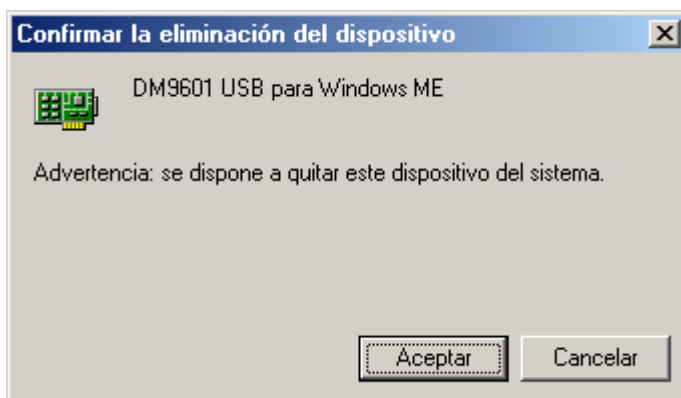 Confirmar la eliminación del dispositivo
DM9601 USB para Windows ME
Advertencia: se dispone a quitar este dispositivo del sistema.
Aceptar
Cancelar